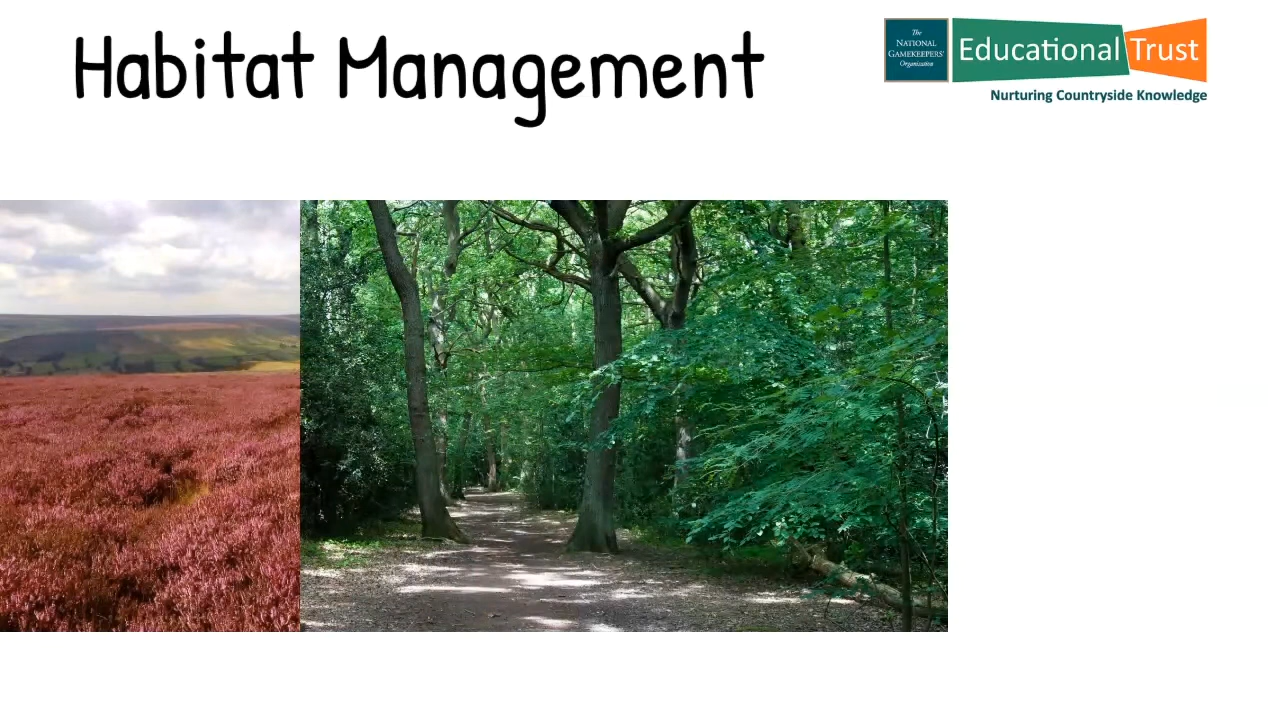 Habitat Management
The
NATIONAL
GAMEKEEPERS'
Organisation
Educational Trust
Nurturing Countryside Knowledge